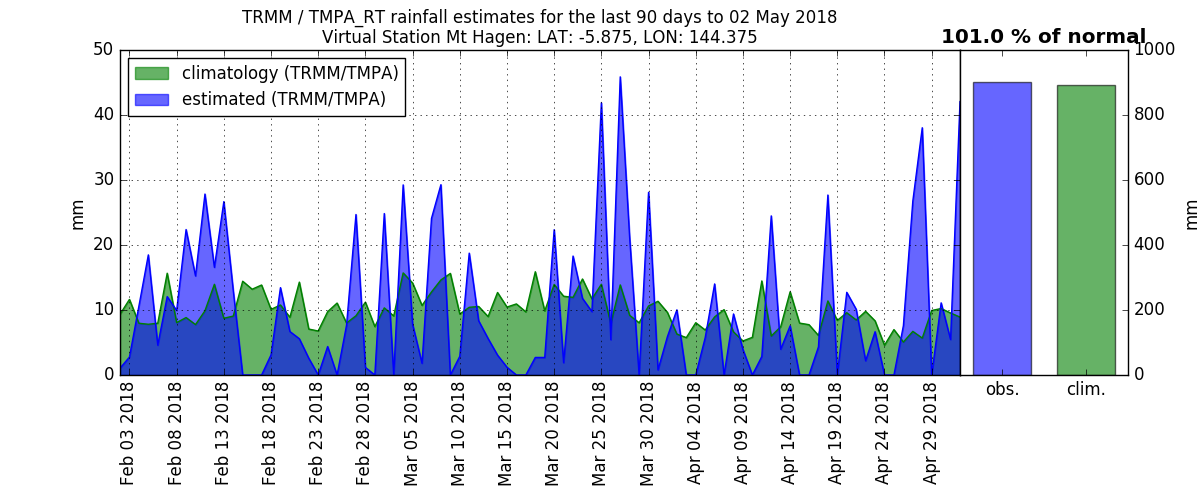 TRMM / TMPA_RT rainfall estimates for the last 90 days to 02 May 2018
Virtual Station Mt Hagen: LAT: -5.875, LON: 144.375
101.0 % of normal
climatology (TRMM/TMPA)
estimated (TRMM/TMPA)
mm
50
40
30
20
10
0
Feb 03 2018
Feb 08 2018
Feb 13 2018
Feb 18 2018
Feb 23 2018
Feb 28 2018
Mar 05 2018
Mar 10 2018
Mar 15 2018
Mar 20 2018
Mar 25 2018
Mar 30 2018
Apr 04 2018
Apr 09 2018
Apr 14 2018
Apr 19 2018
Apr 24 2018
Apr 29 2018
obs.
clim.
1000
800
600
400
200
0
mm